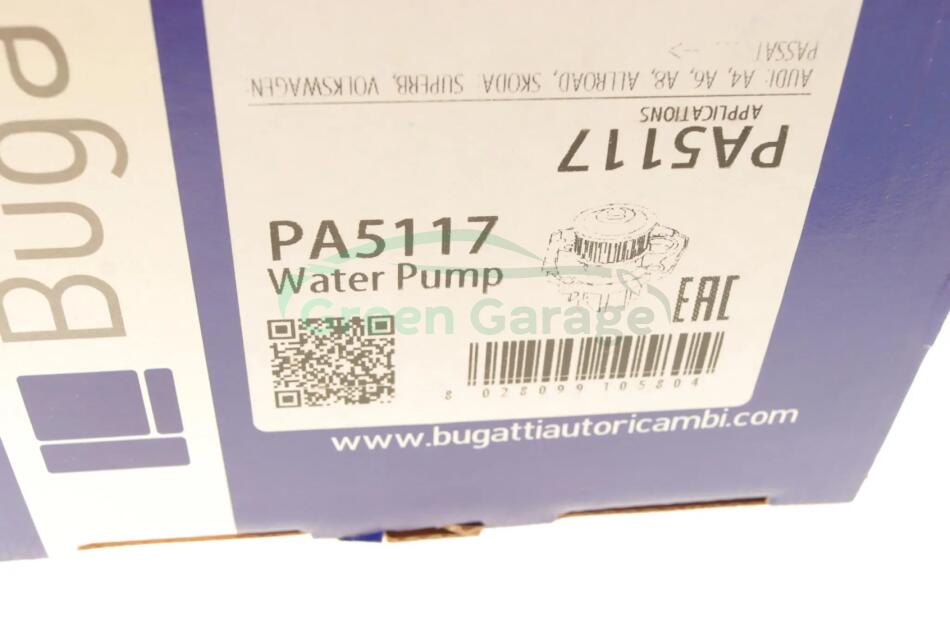 Buga
PA5117
APPLICATIONS
AUDI: A4, A6, A8, ALLROAD, SKODA: SUPERB, VOLKSWAGEN:
PASSAT ... -->
PA5117
Water Pump
EAC
Green Garage
8 028099 105804
www.bugattiautoricambi.com